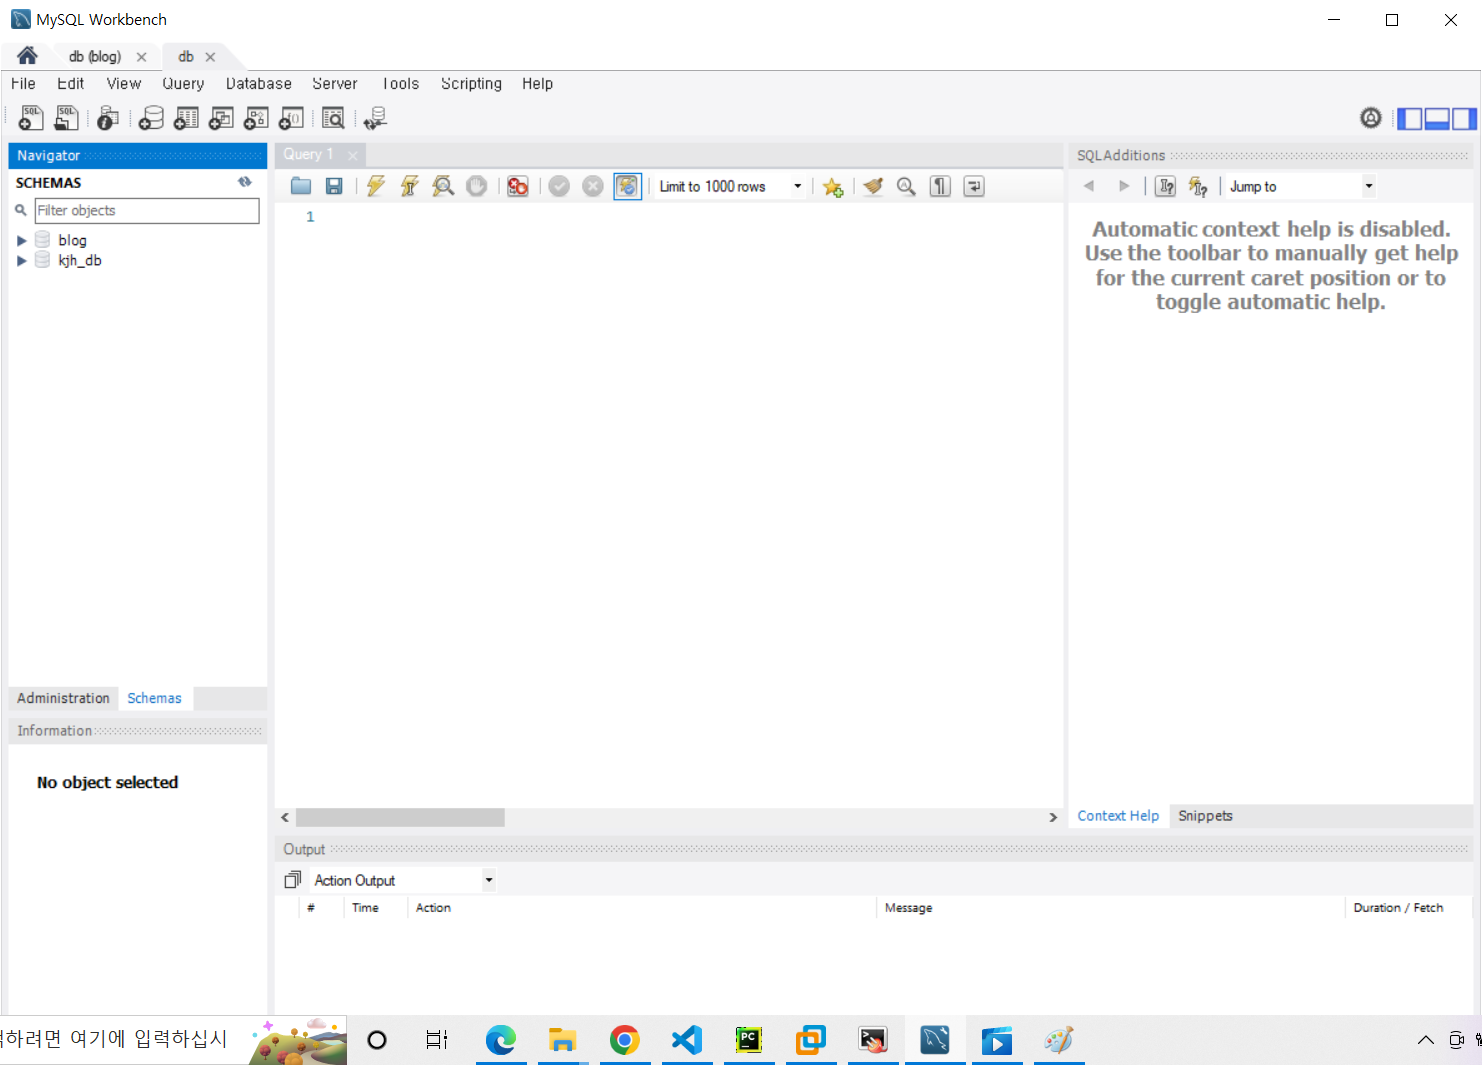 MySQL Workbench
db (blog)
db
File Edit View Query Database Server Tools Scripting Help
Navigator
SCHEMAS
Filter objects
blog
kjh_db
Administration Schemas
Information
No object selected
Query 1
Limit to 1000 rows
1
SQLAdditions
Jump to
Automatic context help is disabled.
Use the toolbar to manually get help
for the current caret position or to
toggle automatic help.
Context Help Snippets
Output
Action Output
# Time Action Message Duration / Fetch
하려면 여기에 입력하십시